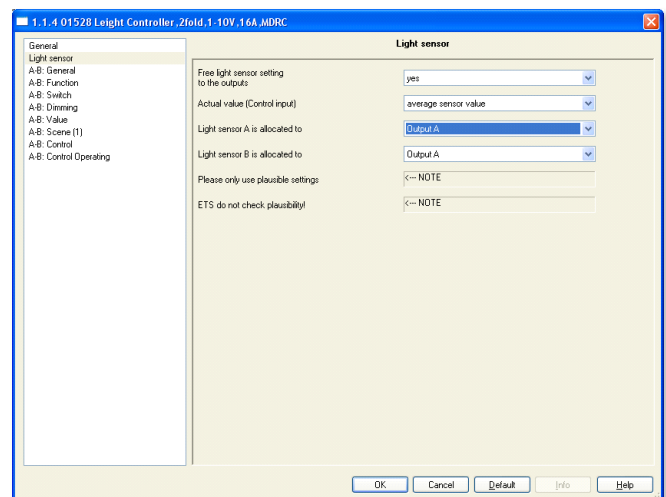 1.1.4 01528 Leight Controller,2fold,1-10V,16A,MDRC
General
Light sensor
A-B: General
A-B: Function
A-B: Switch
A-B: Dimming
A-B: Value
A-B: Scene (1)
A-B: Control
A-B: Control Operating
Light sensor
Free light sensor setting
to the outputs
yes
Actual value (Control input)
average sensor value
Light sensor A is allocated to
Output A
Light sensor B is allocated to
Output A
Please only use plausible settings
<--- NOTE
ETS do not check plausibility!
<--- NOTE
OK
Cancel
Default
Info
Help